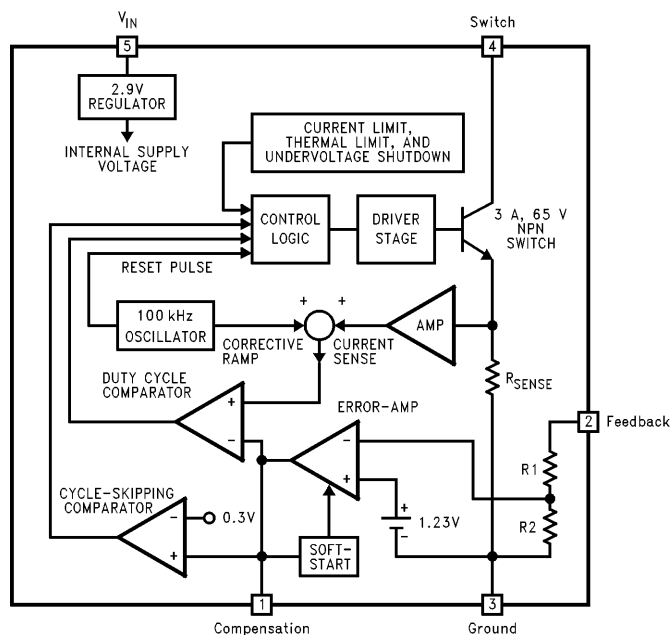 VIN
Switch
5
4
2.9V
REGULATOR
CURRENT LIMIT,
THERMAL LIMIT, AND
UNDERVOLTAGE SHUTDOWN
INTERNAL SUPPLY
VOLTAGE
CONTROL
LOGIC
DRIVER
STAGE
3 A, 65 V
NPN
SWITCH
RESET PULSE
100 kHz
OSCILLATOR
+
+
AMP
CORRECTIVE
RAMP
CURRENT
SENSE
RSENSE
DUTY CYCLE
COMPARATOR
+
-
ERROR-AMP
-
+
2
Feedback
R1
R2
CYCLE-SKIPPING
COMPARATOR
-
0.3V
+
+
1.23V
-
SOFT-
START
1
3
Compensation
Ground